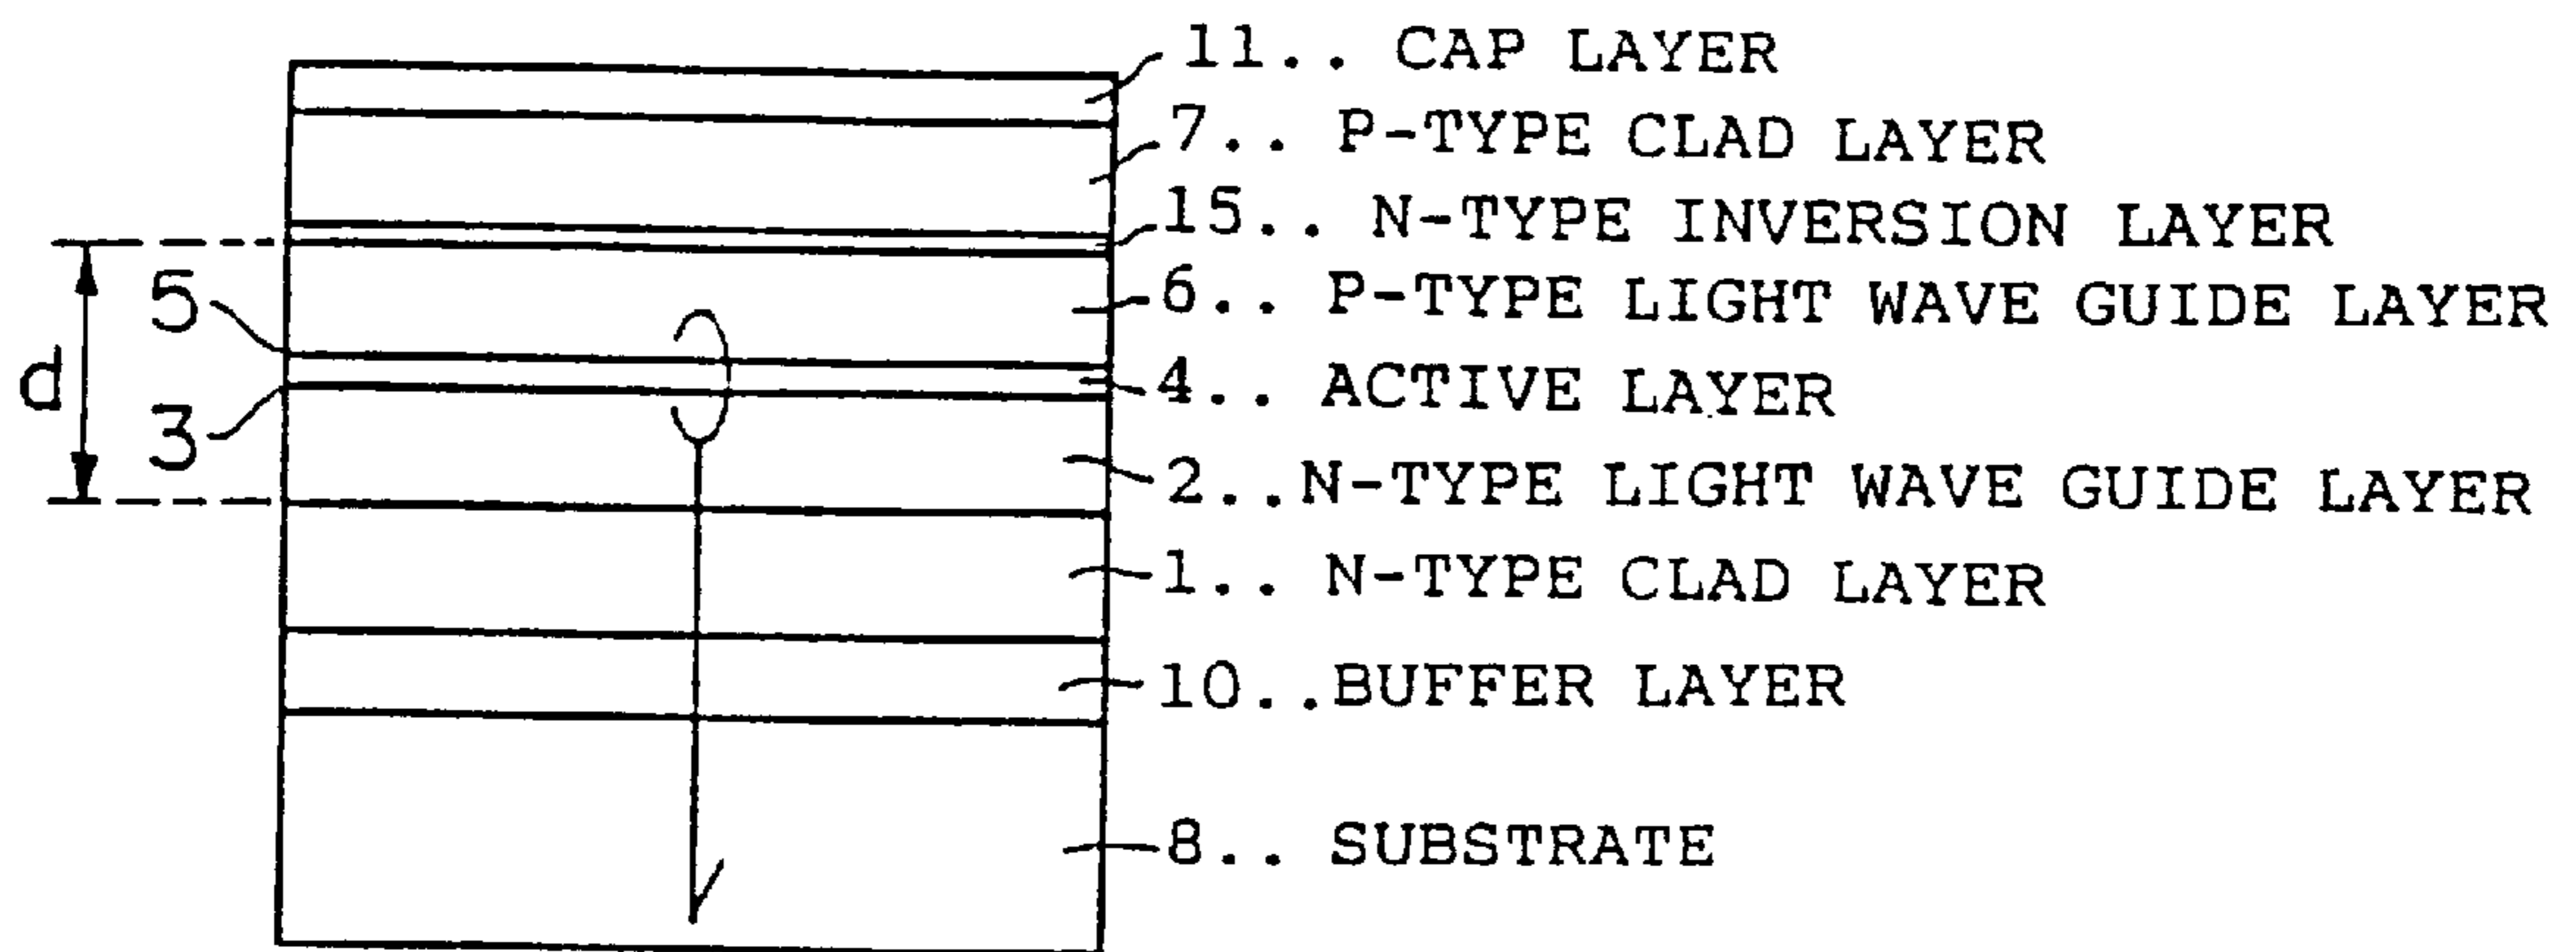 11.. CAP LAYER
7.. P-TYPE CLAD LAYER
15.. N-TYPE INVERSION LAYER
6.. P-TYPE LIGHT WAVE GUIDE LAYER
5
d
4.. ACTIVE LAYER
3
2..N-TYPE LIGHT WAVE GUIDE LAYER
1.. N-TYPE CLAD LAYER
10..BUFFER LAYER
8.. SUBSTRATE